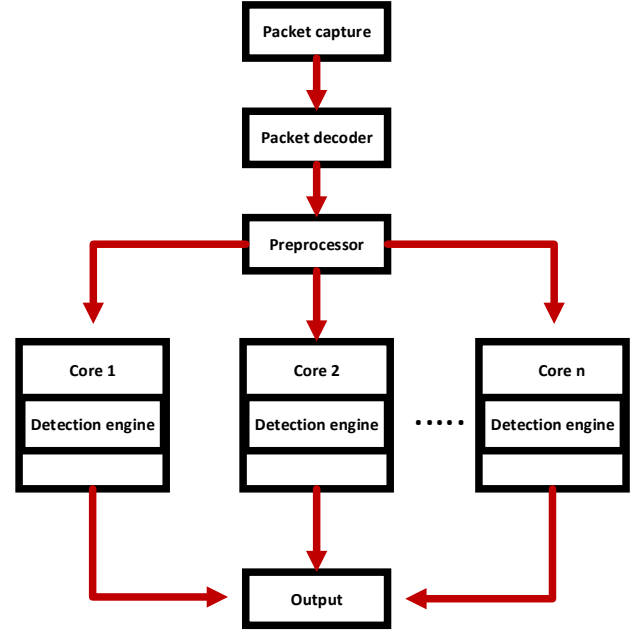 Packet capture
Packet decoder
Preprocessor
Core 1
Core 2
Core n
Detection engine
Detection engine
.....
Detection engine
Output